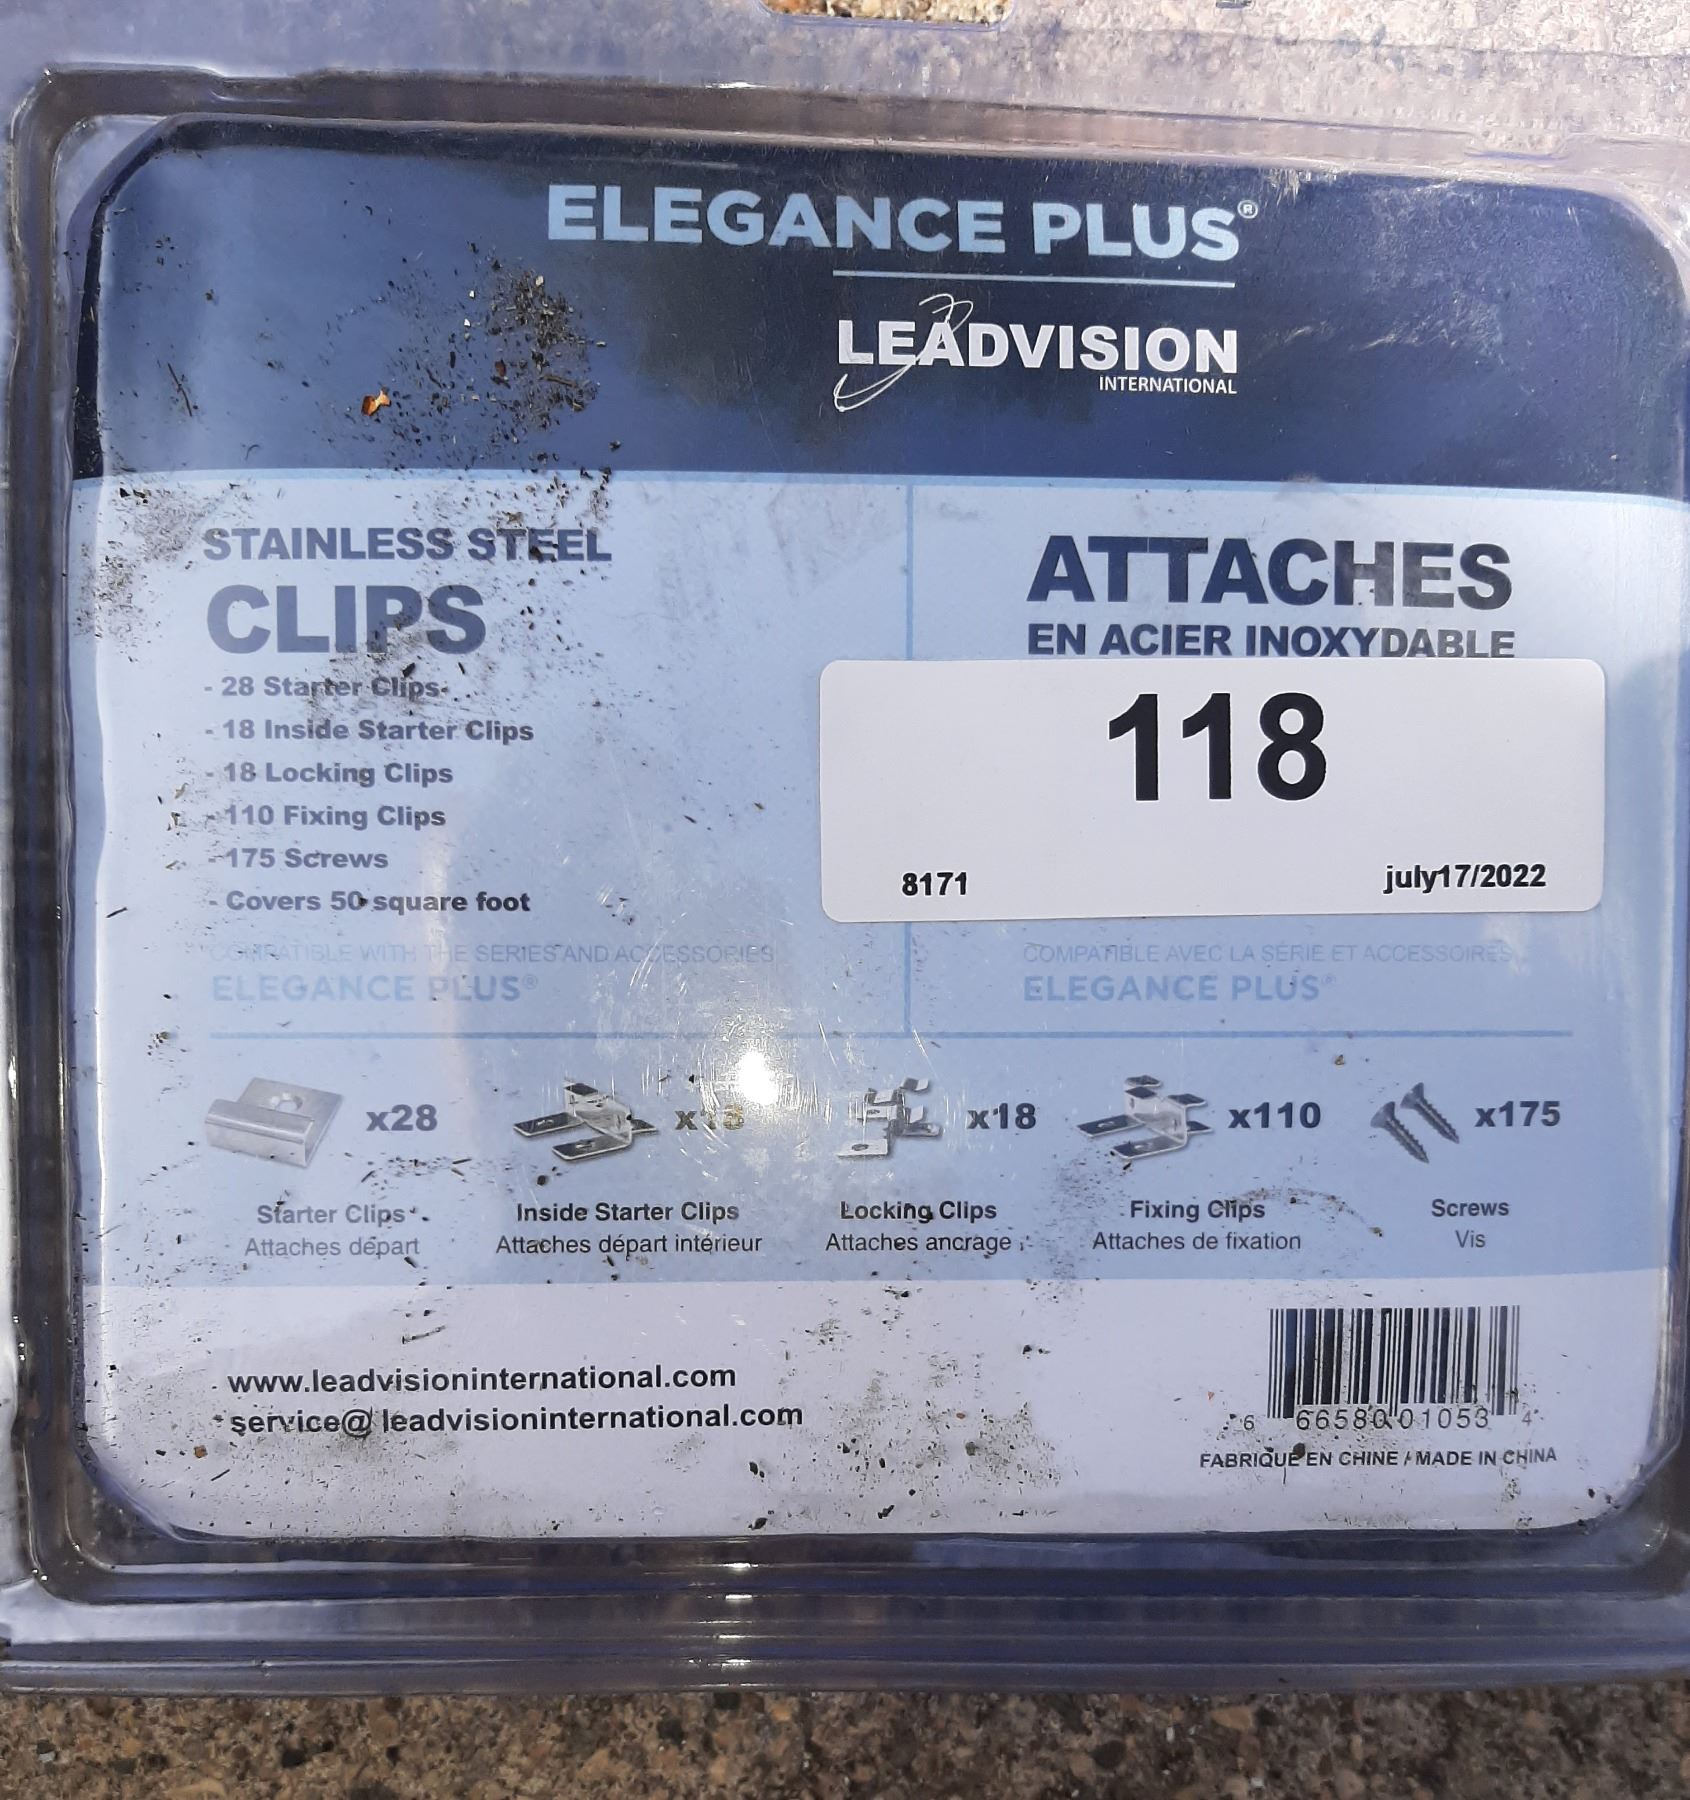 ELEGANCE PLUS®
LEADVISION
INTERNATIONAL
STAINLESS STEEL
CLIPS
- 28 Starter Clips
- 18 Inside Starter Clips
- 18 Locking Clips
- 110 Fixing Clips
- 175 Screws
- Covers 50 square foot
COMPATIBLE WITH THE SERIES AND ACCESSORIES
ELEGANCE PLUS®
ATTACHES
EN ACIER INOXYDABLE
118
8171 july17/2022
COMPATIBLE AVEC LA SÉRIE ET ACCESSOIRES
ELEGANCE PLUS®
x28 x18 x18 x110 x175
Starter Clips Inside Starter Clips Locking Clips Fixing Clips Screws
Attaches départ Attaches départ intérieur Attaches ancrage Attaches de fixation Vis
www.leadvisioninternational.com
service@ leadvisioninternational.com
6 66580 01053 4
FABRIQUÉ EN CHINE / MADE IN CHINA